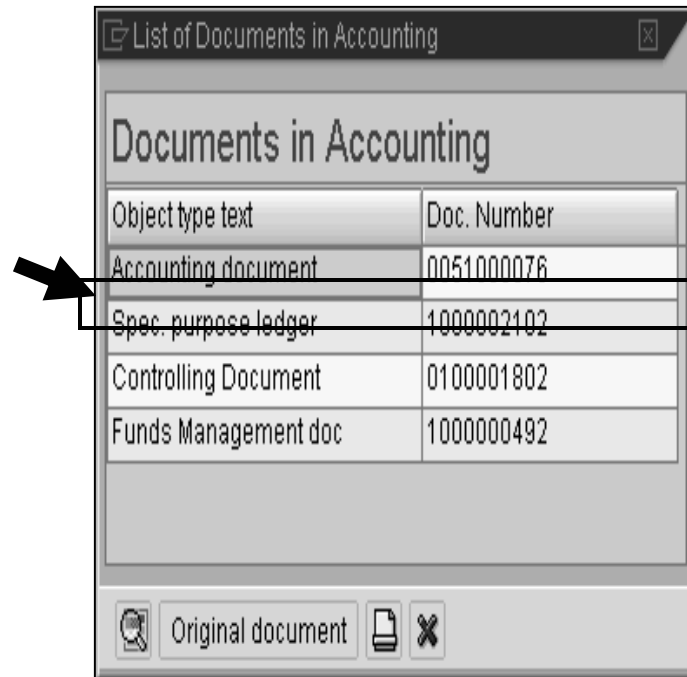 List of Documents in Accounting
Documents in Accounting
Object type text Doc. Number
Accounting document 0051000076
Spec. purpose ledger 1000002102
Controlling Document 0100001802
Funds Management doc 1000000492
Original document